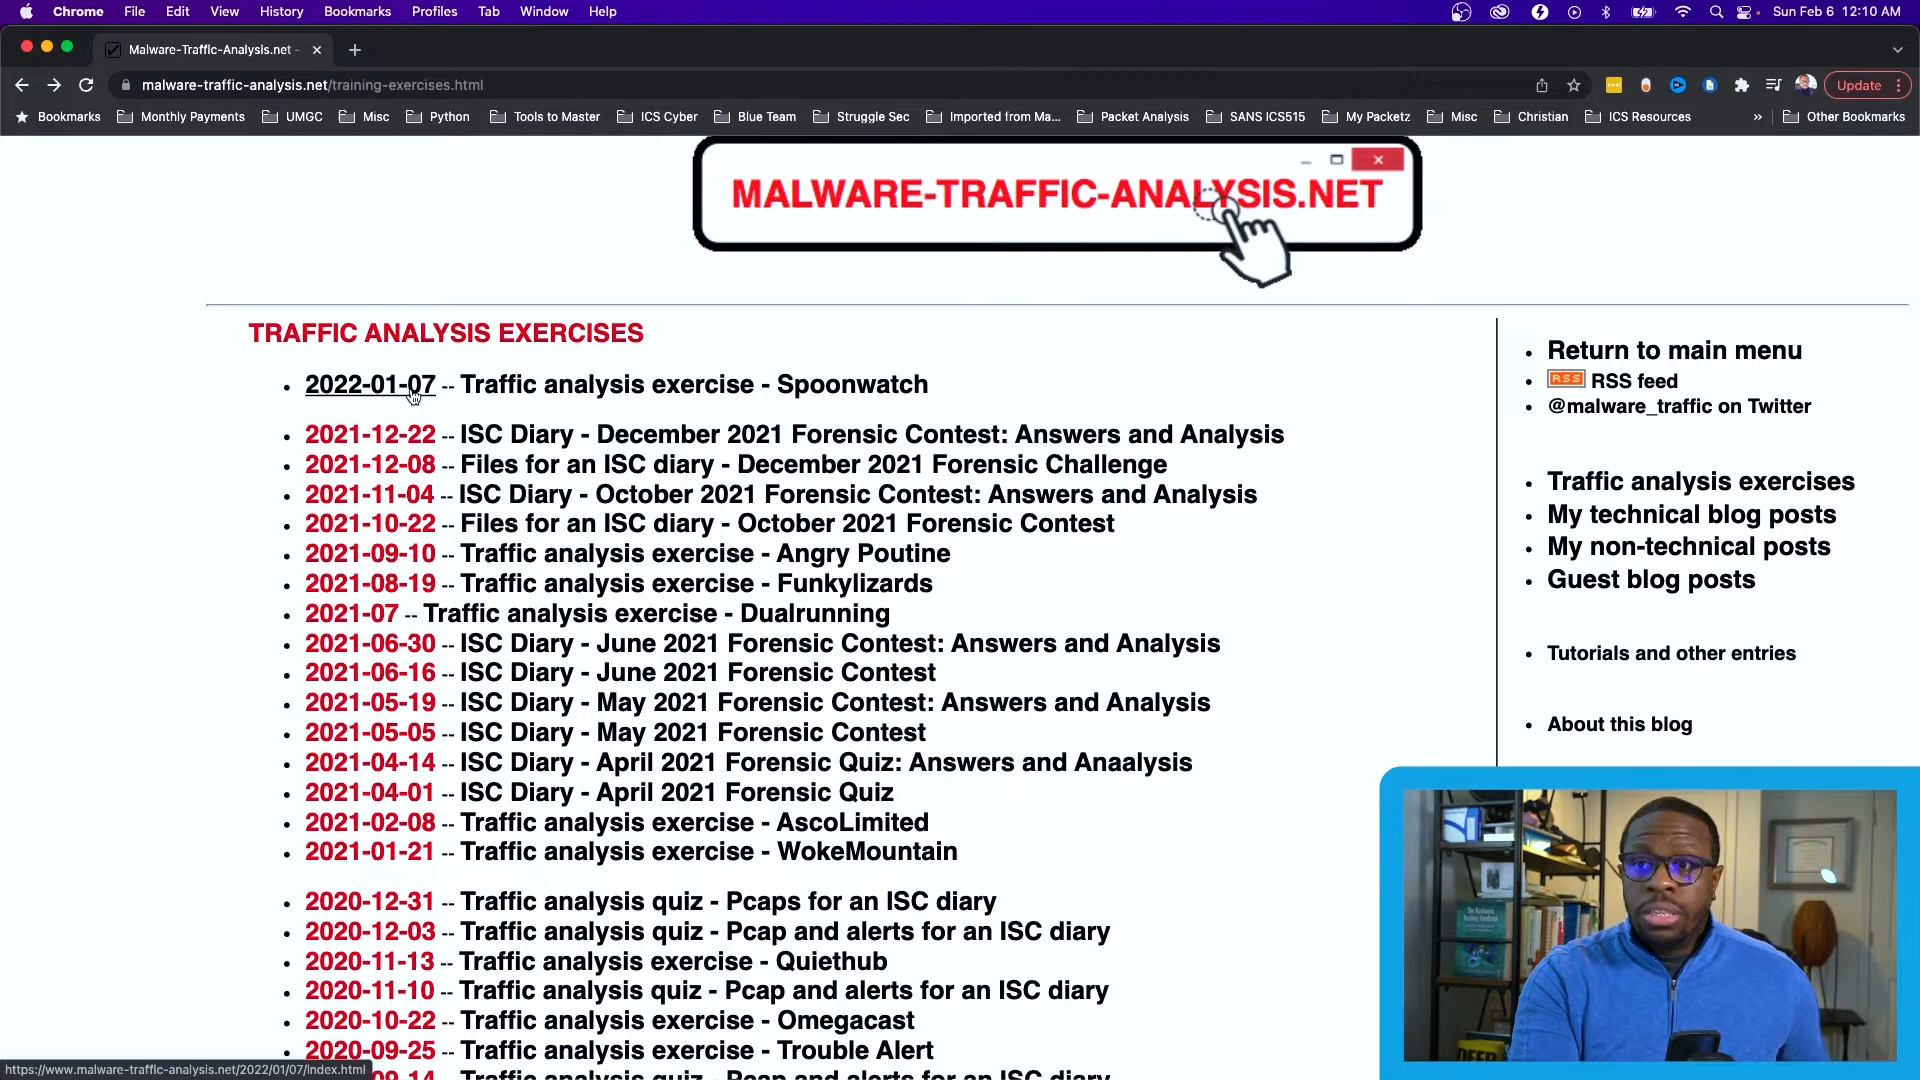 Chrome File Edit View History Bookmarks Profiles Tab Window Help Sun Feb 6 12:10 AM
Malware-Traffic-Analysis.net -
malware-traffic-analysis.net/training-exercises.html Update
Bookmarks Monthly Payments UMGC Misc Python Tools to Master ICS Cyber Blue Team Struggle Sec Imported from Ma... Packet Analysis SANS ICS515 My Packetz Misc Christian ICS Resources » Other Bookmarks
MALWARE-TRAFFIC-ANALYSIS.NET
TRAFFIC ANALYSIS EXERCISES
2022-01-07 -- Traffic analysis exercise - Spoonwatch
2021-12-22 -- ISC Diary - December 2021 Forensic Contest: Answers and Analysis
2021-12-08 -- Files for an ISC diary - December 2021 Forensic Challenge
2021-11-04 -- ISC Diary - October 2021 Forensic Contest: Answers and Analysis
2021-10-22 -- Files for an ISC diary - October 2021 Forensic Contest
2021-09-10 -- Traffic analysis exercise - Angry Poutine
2021-08-19 -- Traffic analysis exercise - Funkylizards
2021-07 -- Traffic analysis exercise - Dualrunning
2021-06-30 -- ISC Diary - June 2021 Forensic Contest: Answers and Analysis
2021-06-16 -- ISC Diary - June 2021 Forensic Contest
2021-05-19 -- ISC Diary - May 2021 Forensic Contest: Answers and Analysis
2021-05-05 -- ISC Diary - May 2021 Forensic Contest
2021-04-14 -- ISC Diary - April 2021 Forensic Quiz: Answers and Anaalysis
2021-04-01 -- ISC Diary - April 2021 Forensic Quiz
2021-02-08 -- Traffic analysis exercise - AscoLimited
2021-01-21 -- Traffic analysis exercise - WokeMountain
2020-12-31 -- Traffic analysis quiz - Pcaps for an ISC diary
2020-12-03 -- Traffic analysis quiz - Pcap and alerts for an ISC diary
2020-11-13 -- Traffic analysis exercise - Quiethub
2020-11-10 -- Traffic analysis quiz - Pcap and alerts for an ISC diary
2020-10-22 -- Traffic analysis exercise - Omegacast
2020-09-25 -- Traffic analysis exercise - Trouble Alert
09-14 -- Traffic analysis quiz - Pcap and alerts for an ISC diary
https://www.malware-traffic-analysis.net/2022/01/07/index.html
Return to main menu
RSS RSS feed
@malware_traffic on Twitter
Traffic analysis exercises
My technical blog posts
My non-technical posts
Guest blog posts
Tutorials and other entries
About this blog